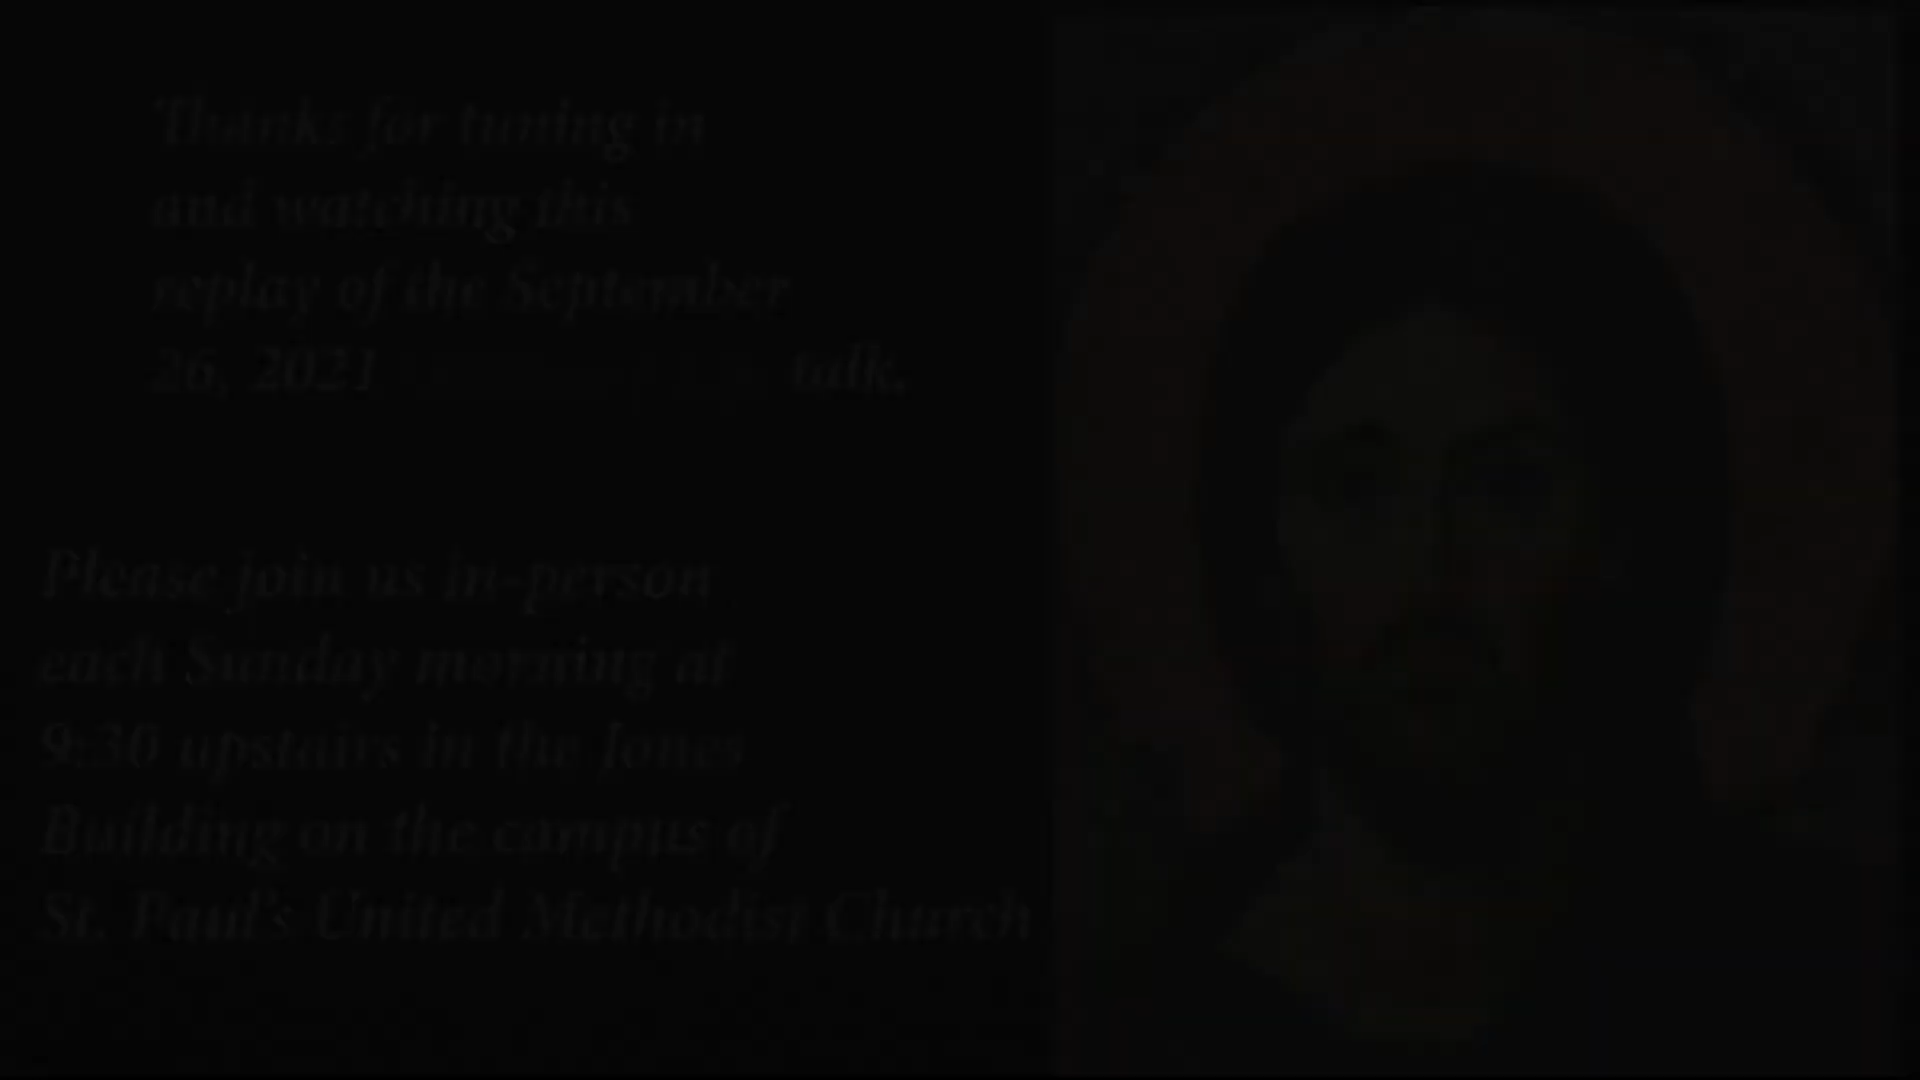 Thanks for tuning in
and watching this
replay of the September
26, 2021 talk.
Please join us in-person
each Sunday morning at
9:30 upstairs in the Jones
Building on the campus of
St. Paul's United Methodist Church